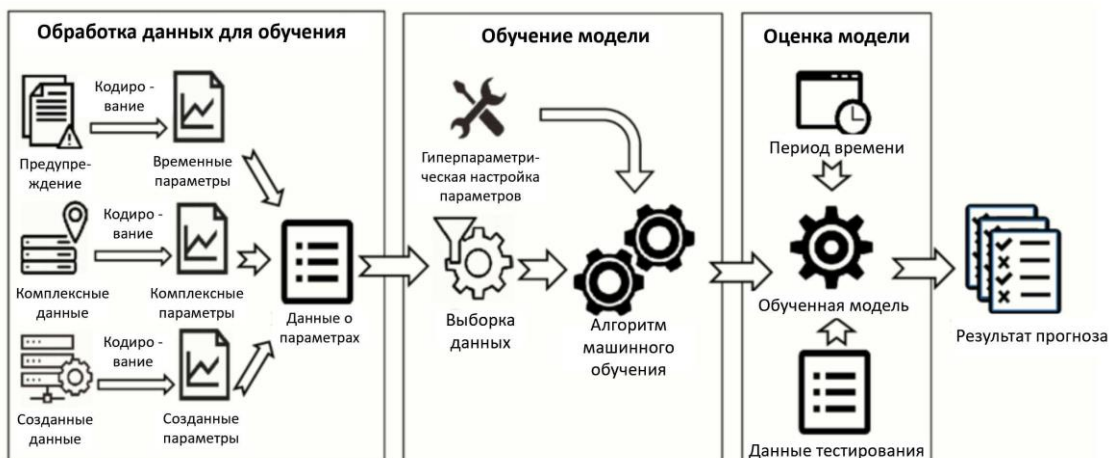 Обработка данных для обучения
Кодиро -
вание
Предупре-
ждение
Временные
параметры
Кодиро -
вание
Комплексные
данные
Комплексные
параметры
Кодиро -
вание
Созданные
данные
Созданные
параметры
Данные о
параметрах
Обучение модели
Гиперпараметри-
ческая настройка
параметров
Выборка
данных
Алгоритм
машинного
обучения
Оценка модели
Период времени
Обученная модель
Данные тестирования
Результат прогноза